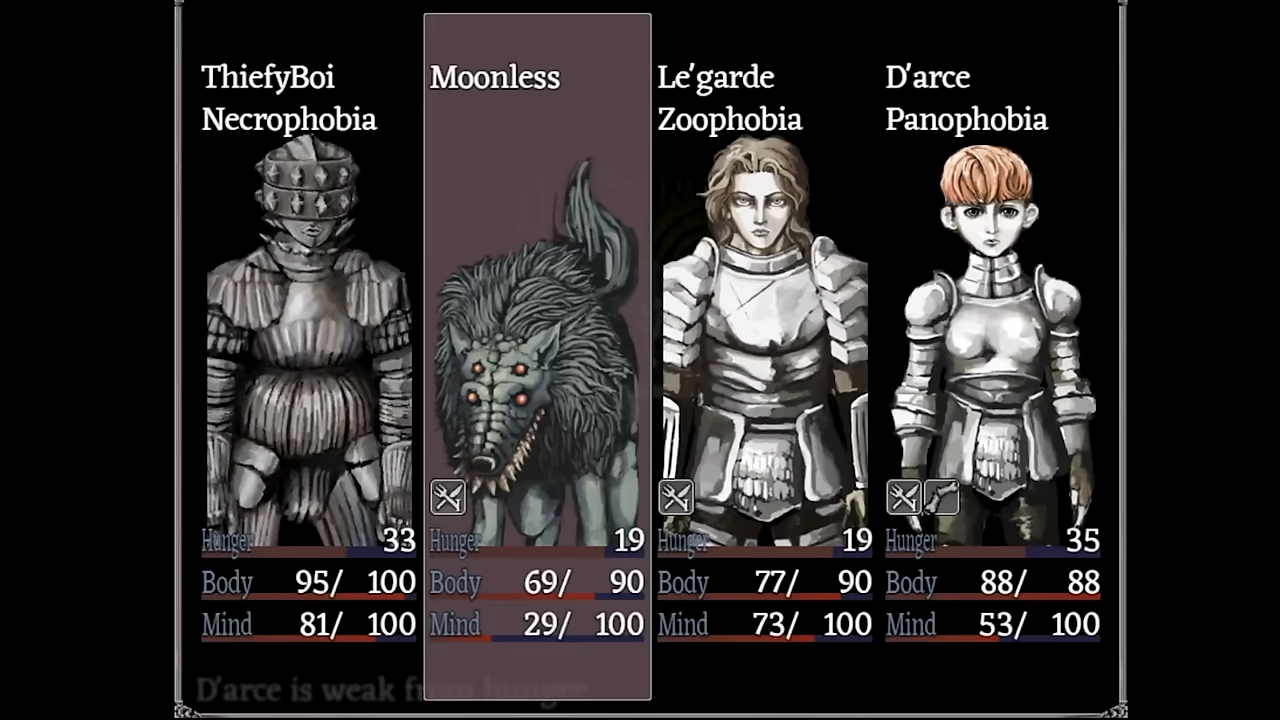 ThiefyBoi
Necrophobia
Hunger 33
Body 95/ 100
Mind 81/ 100
Moonless
Hunger 19
Body 69/ 90
Mind 29/ 100
Le'garde
Zoophobia
Hunger 19
Body 77/ 90
Mind 73/ 100
D'arce
Panophobia
Hunger 35
Body 88/ 88
Mind 53/ 100
D'arce is weak from hunger